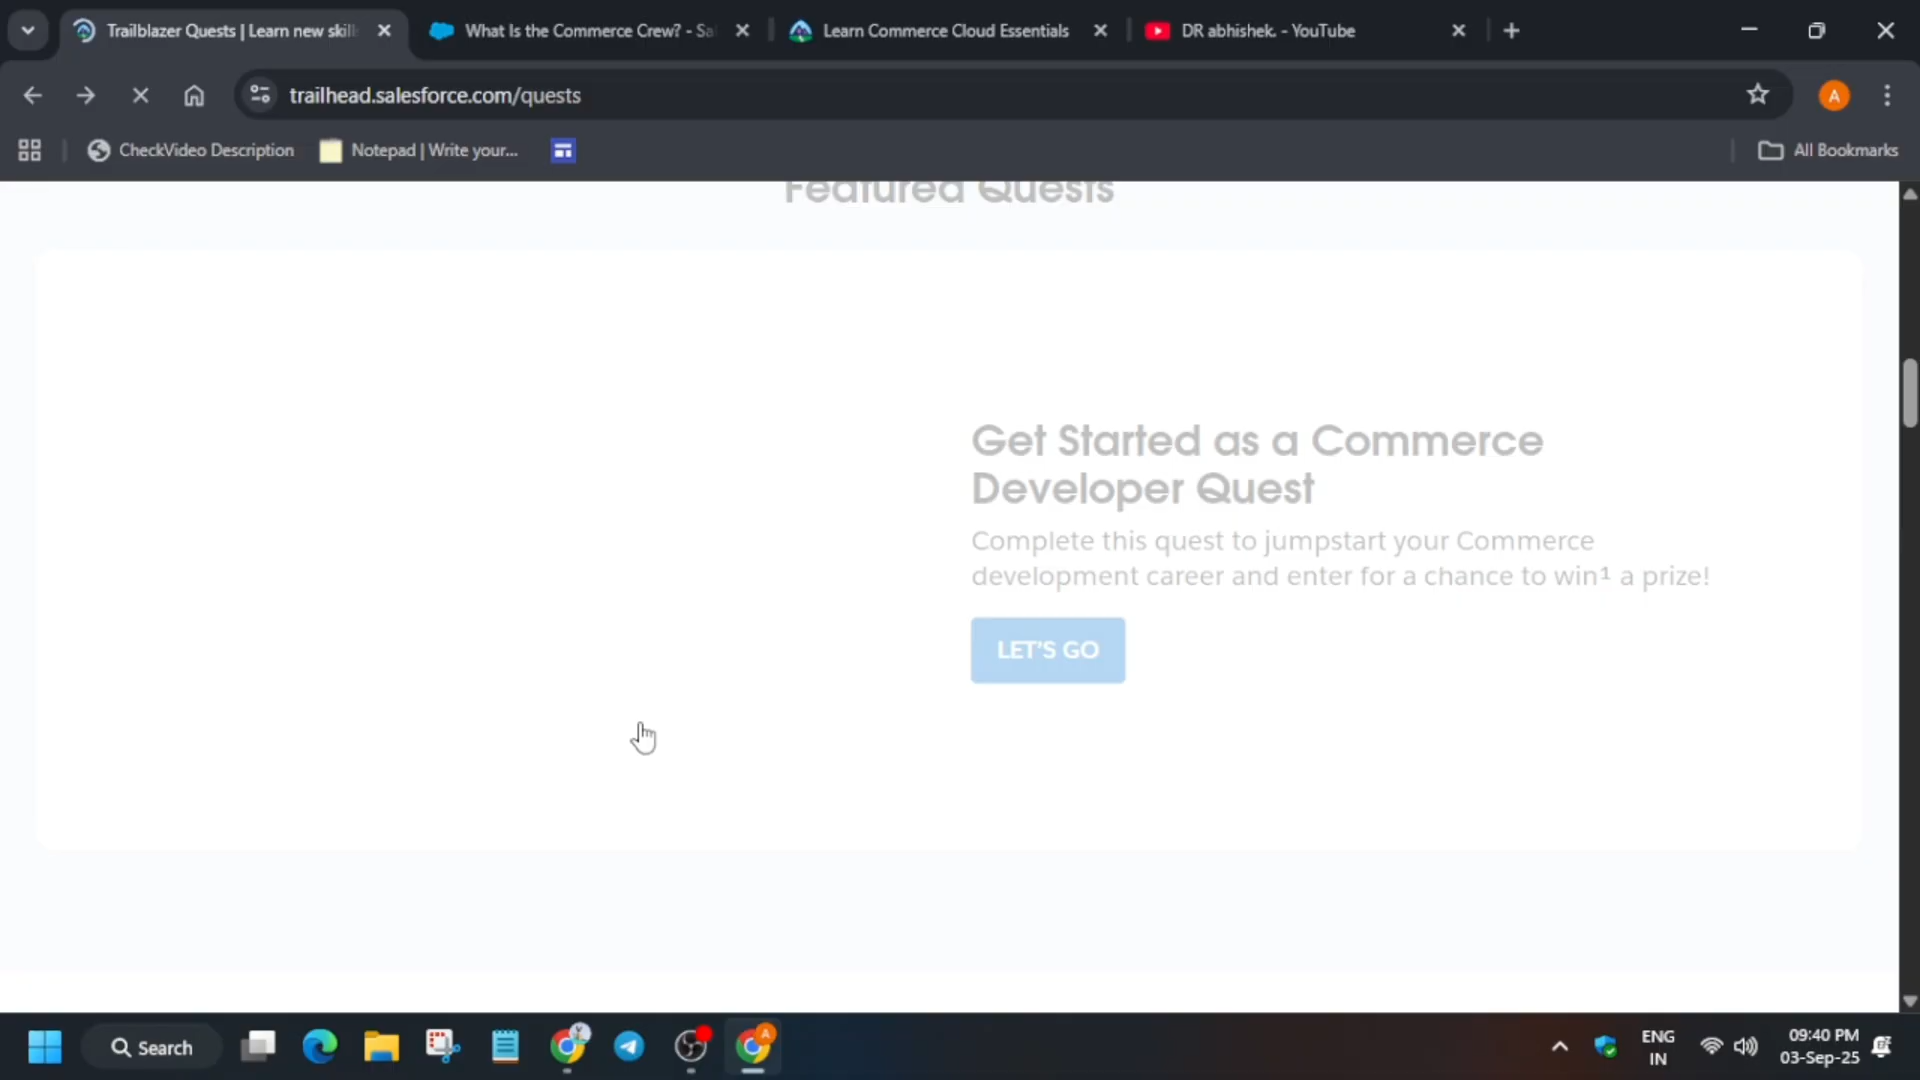 Trailblazer Quests | Learn new skill
What Is the Commerce Crew? - Sa
Learn Commerce Cloud Essentials
DR abhishek. - YouTube
trailhead.salesforce.com/quests
A
CheckVideo Description
Notepad | Write your...
All Bookmarks
Featured Quests
Get Started as a Commerce
Developer Quest
Complete this quest to jumpstart your Commerce
development career and enter for a chance to win¹ a prize!
LET'S GO
Search
A
ENG
IN
09:40 PM
03-Sep-25